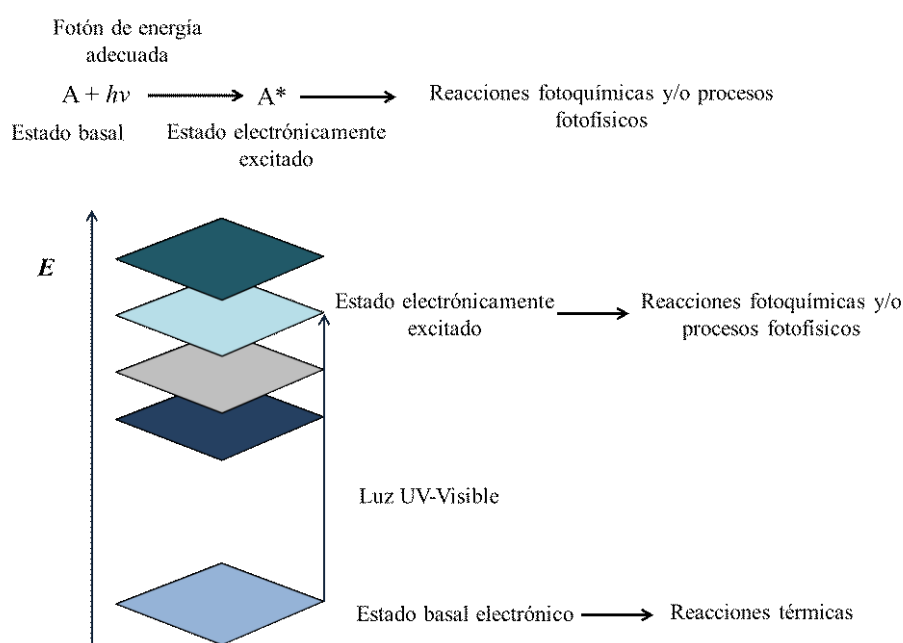 Fotón de energía
adecuada
A + hν
A*
Reacciones fotoquímicas y/o procesos
fotofísicos
Estado basal
Estado electrónicamente
excitado
E
Estado electrónicamente
excitado
Reacciones fotoquímicas y/o
procesos fotofísicos
Luz UV-Visible
Estado basal electrónico
Reacciones térmicas